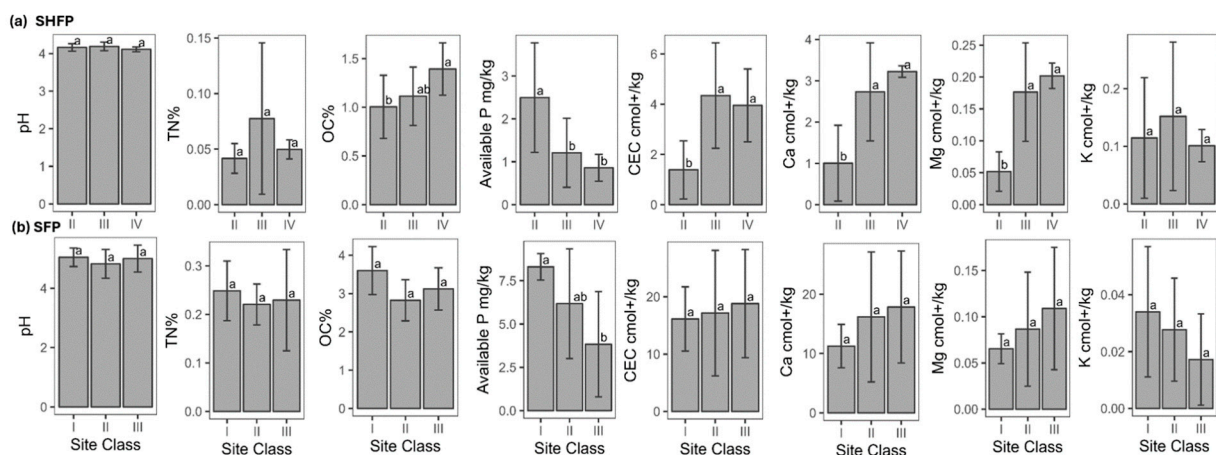 (a) SHFP
pH
4
3
2
1
0
a a a
II III IV
TN%
0.15
0.10
0.05
0.00
a a a
II III IV
OC%
1.5
1.0
0.5
0.0
b ab a
II III IV
Available P mg/kg
3
2
1
0
a b b
II III IV
CEC cmol+/kg
6
4
2
0
b a a
II III IV
Ca cmol+/kg
4
3
2
1
0
b a a
II III IV
Mg cmol+/kg
0.25
0.20
0.15
0.10
0.05
0.00
b a a
II III IV
K cmol+/kg
0.2
0.1
0.0
a a a
II III IV
(b) SFP
pH
4
2
0
a a a
I II III
Site Class
TN%
0.3
0.2
0.1
0.0
a a a
I II III
Site Class
OC%
4
3
2
1
0
a a a
I II III
Site Class
Available P mg/kg
7.5
5.0
2.5
0.0
a ab b
I II III
Site Class
CEC cmol+/kg
20
10
0
a a a
I II III
Site Class
Ca cmol+/kg
20
10
0
a a a
I II III
Site Class
Mg cmol+/kg
0.15
0.10
0.05
0.00
a a a
I II III
Site Class
K cmol+/kg
0.04
0.02
0.00
a a a
I II III
Site Class